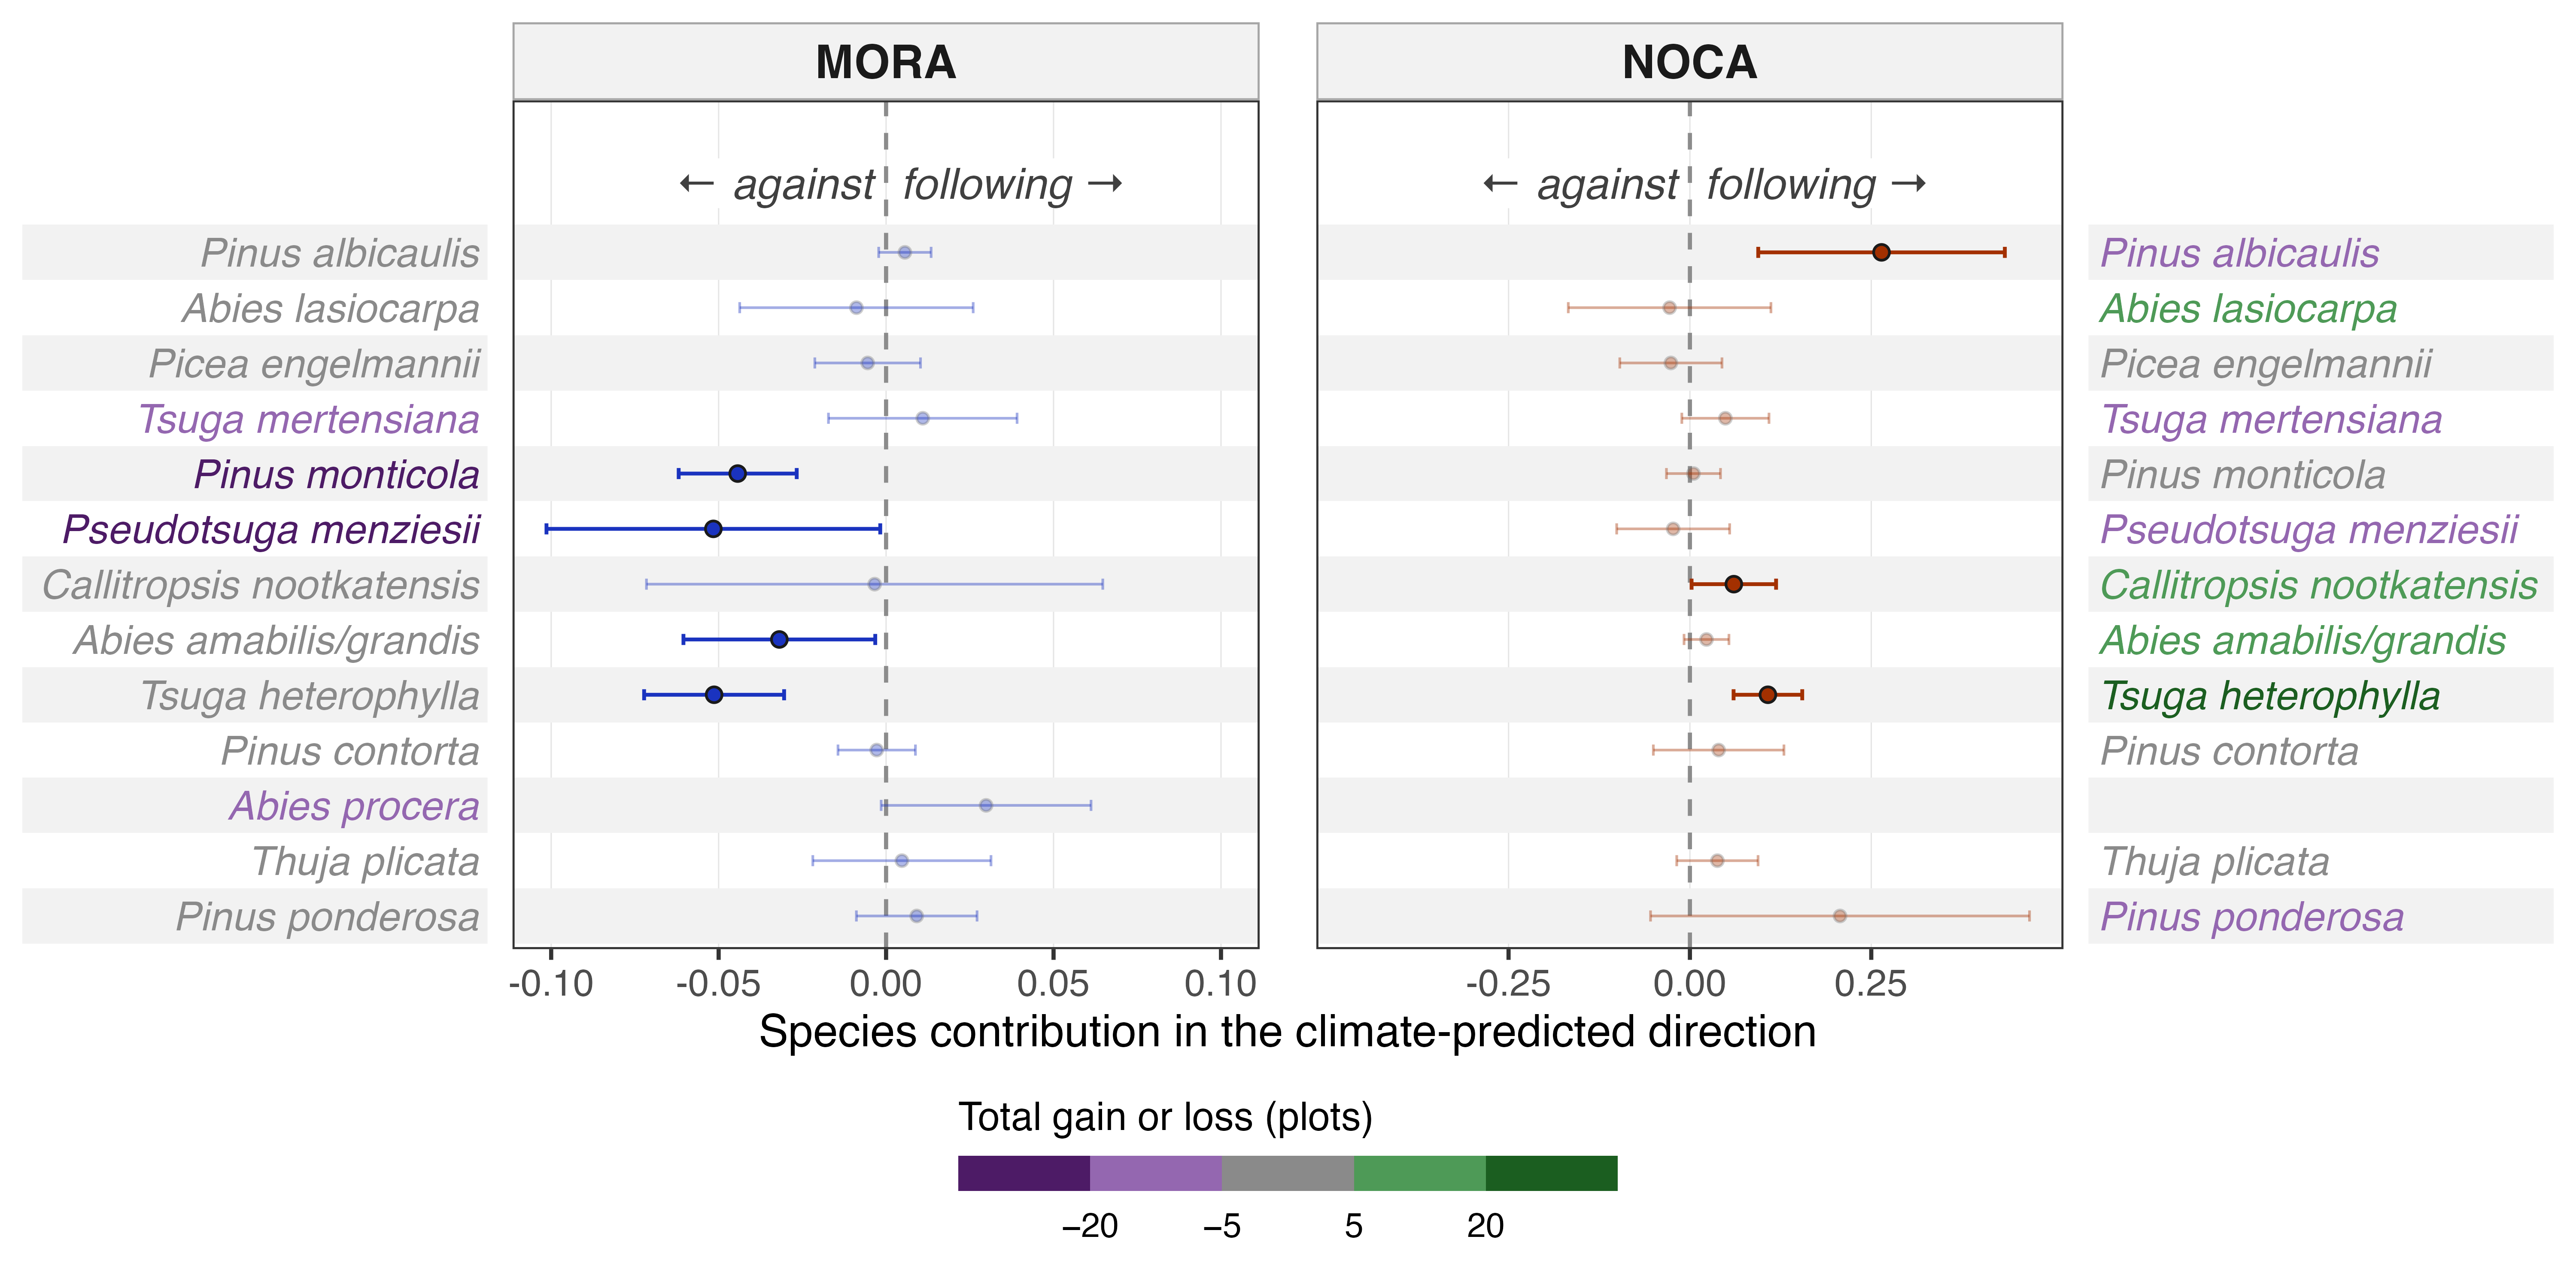 MORA NOCA
← against following → ← against following →
Pinus albicaulis Pinus albicaulis
Abies lasiocarpa Abies lasiocarpa
Picea engelmannii Picea engelmannii
Tsuga mertensiana Tsuga mertensiana
Pinus monticola Pinus monticola
Pseudotsuga menziesii Pseudotsuga menziesii
Callitropsis nootkatensis Callitropsis nootkatensis
Abies amabilis/grandis Abies amabilis/grandis
Tsuga heterophylla Tsuga heterophylla
Pinus contorta Pinus contorta
Abies procera
Thuja plicata Thuja plicata
Pinus ponderosa Pinus ponderosa
-0.10 -0.05 0.00 0.05 0.10 -0.25 0.00 0.25
Species contribution in the climate-predicted direction
Total gain or loss (plots)
−20 −5 5 20